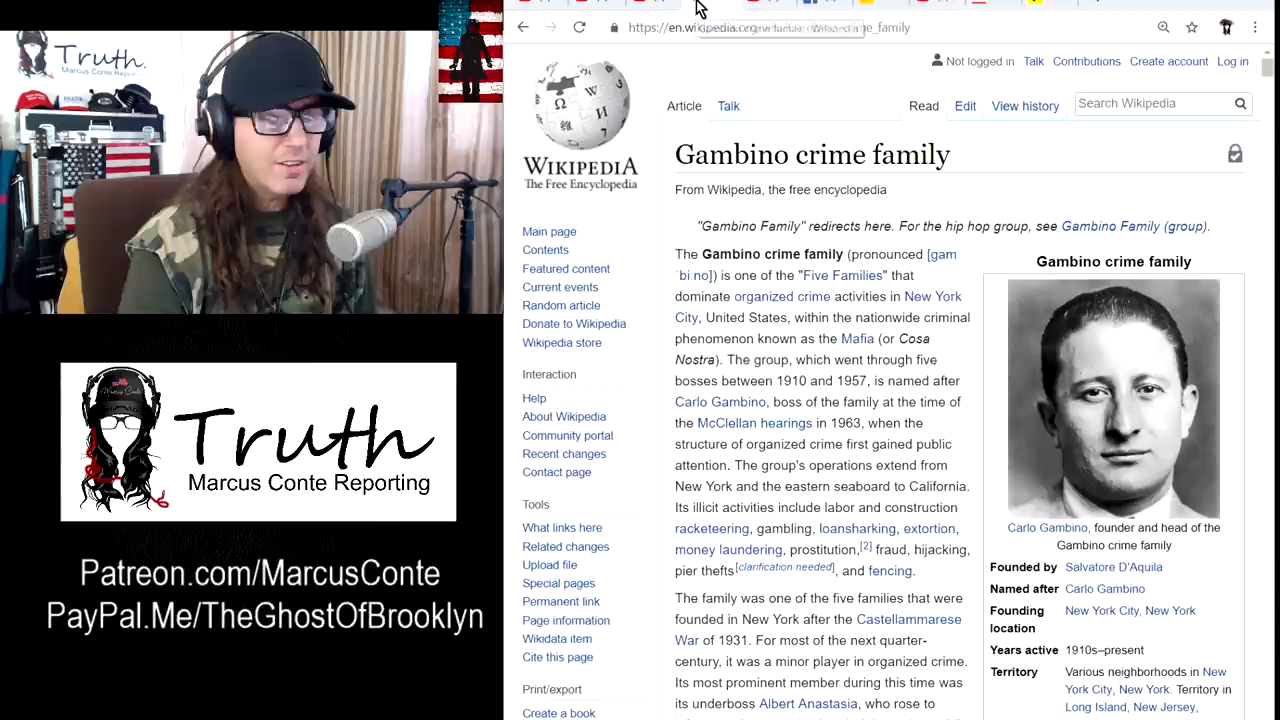 Truth.
Marcus Conte Reporting
Truth
Marcus Conte Reporting
Patreon.com/MarcusConte
PayPal.Me/TheGhostOfBrooklyn
Not logged in Talk Contributions Create account Log in
Article Talk Read Edit View history Search Wikipedia
WIKIPEDIA
The Free Encyclopedia
Main page
Contents
Featured content
Current events
Random article
Donate to Wikipedia
Wikipedia store
Interaction
Help
About Wikipedia
Community portal
Recent changes
Contact page
Tools
What links here
Related changes
Upload file
Special pages
Permanent link
Page information
Wikidata item
Cite this page
Print/export
Create a book
Gambino crime family
From Wikipedia, the free encyclopedia
"Gambino Family" redirects here. For the hip hop group, see Gambino Family (group).
The Gambino crime family (pronounced [gam
ˈbiːno]) is one of the "Five Families" that
dominate organized crime activities in New York
City, United States, within the nationwide criminal
phenomenon known as the Mafia (or Cosa
Nostra). The group, which went through five
bosses between 1910 and 1957, is named after
Carlo Gambino, boss of the family at the time of
the McClellan hearings in 1963, when the
structure of organized crime first gained public
attention. The group's operations extend from
New York and the eastern seaboard to California.
Its illicit activities include labor and construction
racketeering, gambling, loansharking, extortion,
money laundering, prostitution,[2] fraud, hijacking,
pier thefts[clarification needed], and fencing.
The family was one of the five families that were
founded in New York after the Castellammarese
War of 1931. For most of the next quarter-
century, it was a minor player in organized crime.
Its most prominent member during this time was
its underboss Albert Anastasia, who rose to
Gambino crime family
Carlo Gambino, founder and head of the
Gambino crime family
Founded by Salvatore D'Aquila
Named after Carlo Gambino
Founding location New York City, New York
Years active 1910s–present
Territory Various neighborhoods in New
York City, New York. Territory in
Long Island, New Jersey,